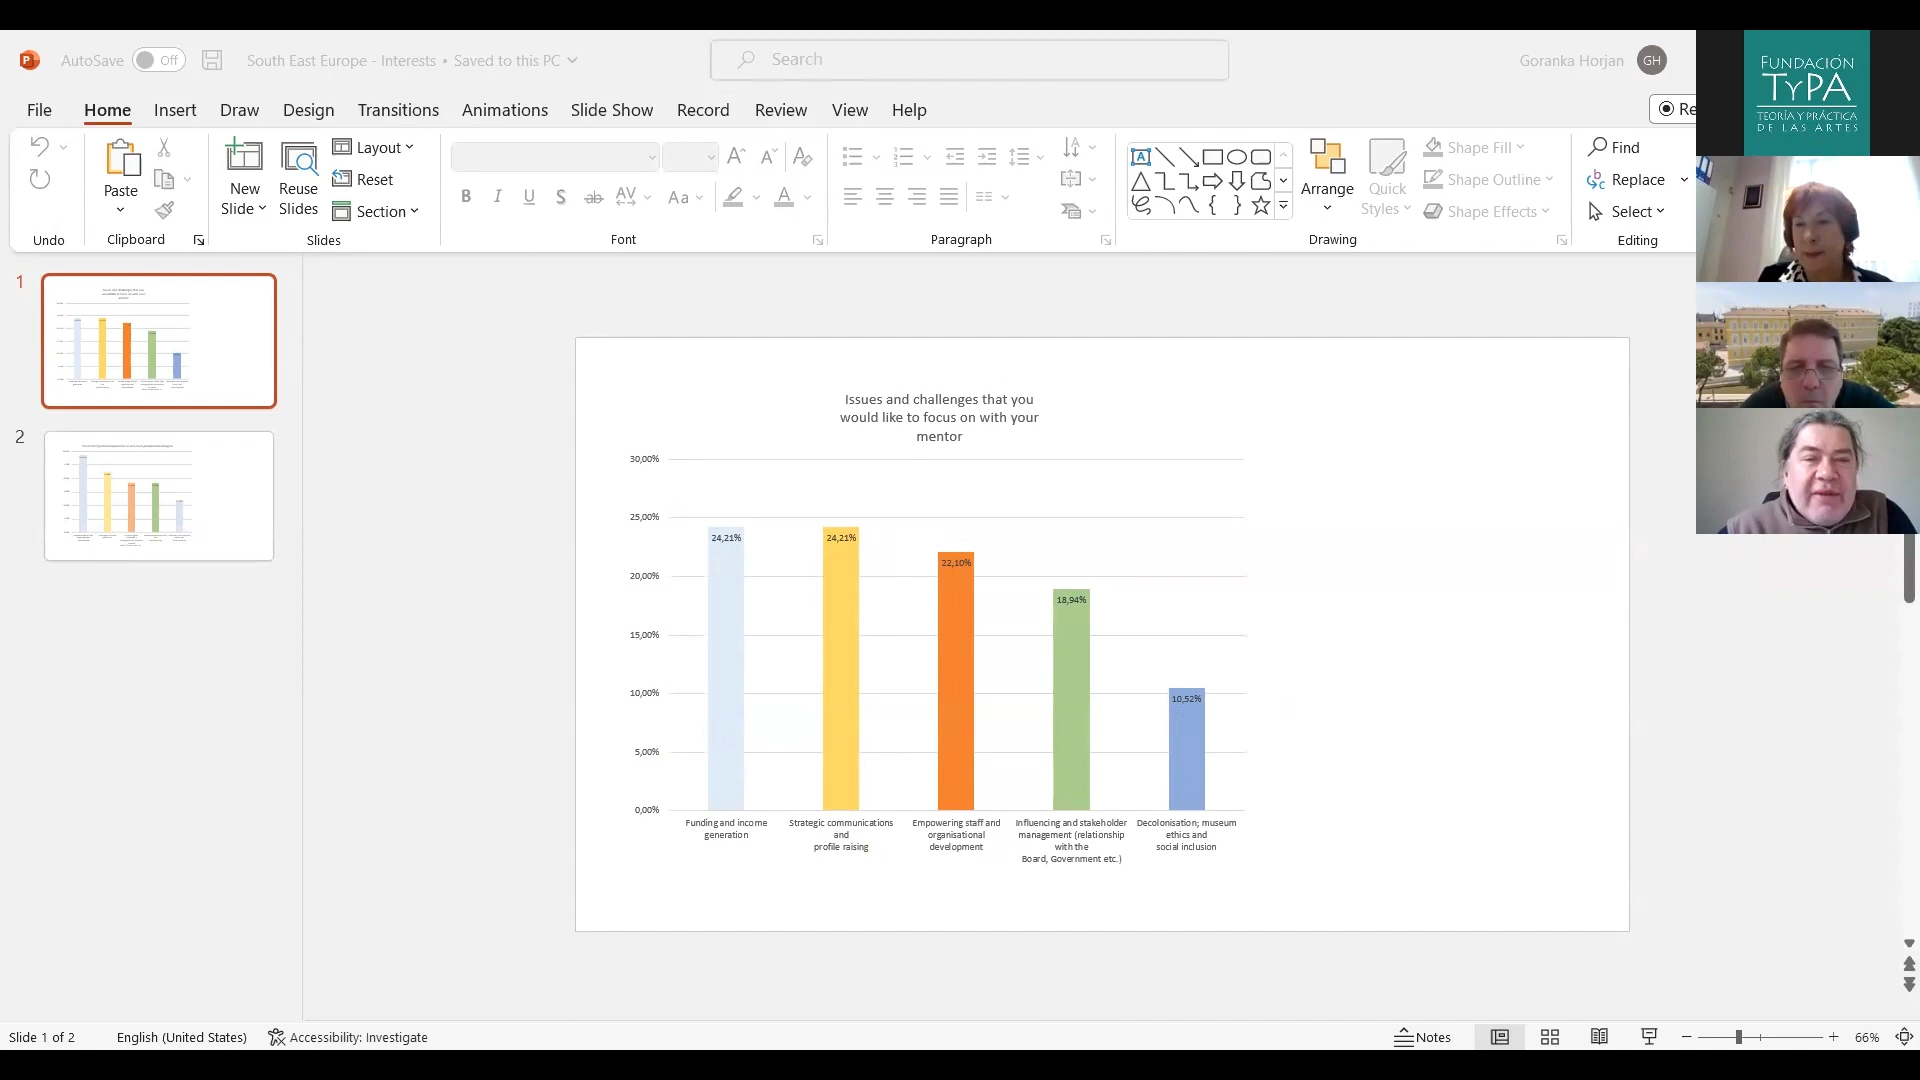 AutoSave Off South East Europe - Interests • Saved to this PC Search Goranka Horjan GH
File Home Insert Draw Design Transitions Animations Slide Show Record Review View Help Re
Paste
New Slide
Reuse Slides
Layout
Reset
Section
Arrange
Quick Styles
Shape Fill
Shape Outline
Shape Effects
Find
Replace
Select
Undo Clipboard Slides Font Paragraph Drawing Editing
FUNDACIÓN
TyPA
TEORÍA Y PRÁCTICA
DE LAS ARTES
1
2
Issues and challenges that you
would like to focus on with your
mentor
30,00%
25,00%
20,00%
15,00%
10,00%
5,00%
0,00%
24,21%
24,21%
22,10%
18,94%
10,52%
Funding and income
generation
Strategic communications
and
profile raising
Empowering staff and
organisational
development
Influencing and stakeholder
management (relationship
with the
Board, Government etc.)
Decolonisation; museum
ethics and
social inclusion
Slide 1 of 2 English (United States) Accessibility: Investigate Notes 66%